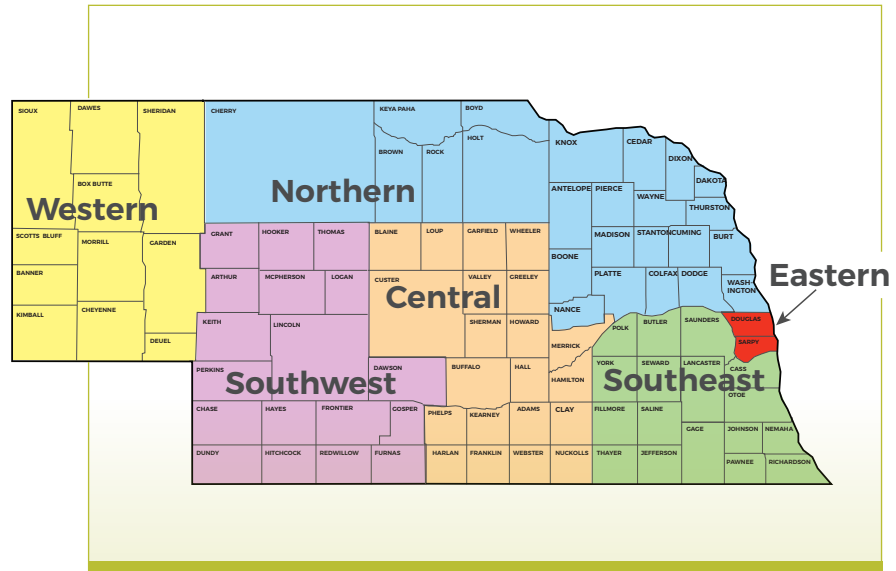 SIOUX
DAWES
SHERIDAN
CHERRY
KEYA PAHA
BOYD
HOLT
BROWN
ROCK
KNOX
CEDAR
DIXON
DAKOTA
BOX BUTTE
Northern
ANTELOPE
PIERCE
WAYNE
THURSTON
Western
SCOTTS BLUFF
MORRILL
GARDEN
GRANT
HOOKER
THOMAS
BLAINE
LOUP
GARFIELD
WHEELER
BOONE
MADISON
STANTON
CUMING
BURT
BANNER
ARTHUR
MCPHERSON
LOGAN
CUSTER
VALLEY
GREELEY
PLATTE
COLFAX
DODGE
WASH-
INGTON
Eastern
Central
KIMBALL
CHEYENNE
DEUEL
KEITH
LINCOLN
SHERMAN
HOWARD
NANCE
MERRICK
POLK
BUTLER
SAUNDERS
DOUGLAS
SARPY
PERKINS
Southwest
DAWSON
BUFFALO
HALL
HAMILTON
YORK
SEWARD
LANCASTER
CASS
Southeast
OTOE
CHASE
HAYES
FRONTIER
GOSPER
PHELPS
KEARNEY
ADAMS
CLAY
FILLMORE
SALINE
GAGE
JOHNSON
NEMAHA
DUNDY
HITCHCOCK
REDWILLOW
FURNAS
HARLAN
FRANKLIN
WEBSTER
NUCKOLLS
THAYER
JEFFERSON
PAWNEE
RICHARDSON